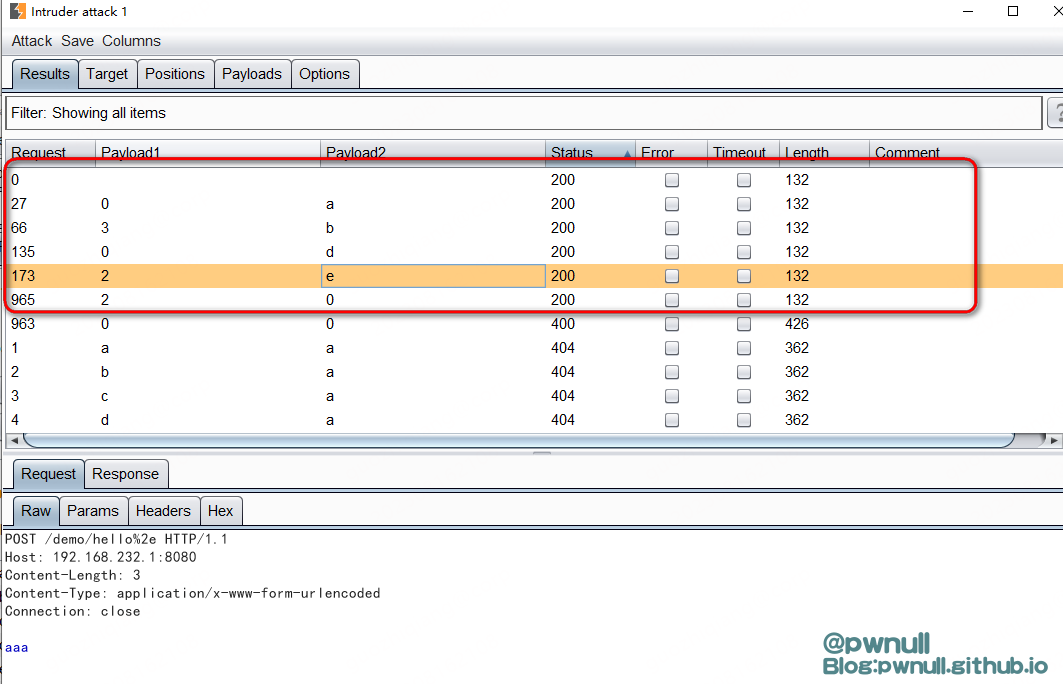 Intruder attack 1
Attack Save Columns
Results Target Positions Payloads Options
Filter: Showing all items ?
Request Payload1 Payload2 Status Error Timeout Length Comment
0 200 132
27 0 a 200 132
66 3 b 200 132
135 0 d 200 132
173 2 e 200 132
965 2 0 200 132
963 0 0 400 426
1 a a 404 362
2 b a 404 362
3 c a 404 362
4 d a 404 362
Request Response
Raw Params Headers Hex
POST /demo/hello%2e HTTP/1.1
Host: 192.168.232.1:8080
Content-Length: 3
Content-Type: application/x-www-form-urlencoded
Connection: close
aaa
@pwnull
Blog:pwnull.github.io